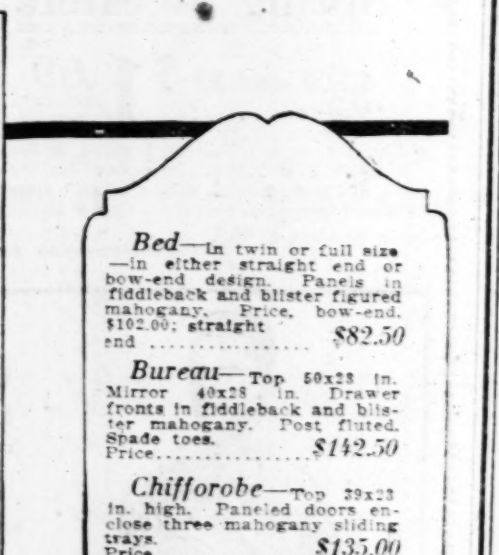 Bed—In twin or full size
—in either straight end or
bow-end design. Panels in
fiddleback and blister figured
mahogany. Price, bow-end,
$102.00; straight
end .................. $82.50
Bureau—Top 50x23 in.
Mirror 40x28 in. Drawer
fronts in fiddleback and blis-
ter mahogany. Post fluted.
Spade toes.
Price............... $142.50
Chifforobe—Top 39x23
in. high. Paneled doors en-
close three mahogany sliding
trays.
Price $135.00